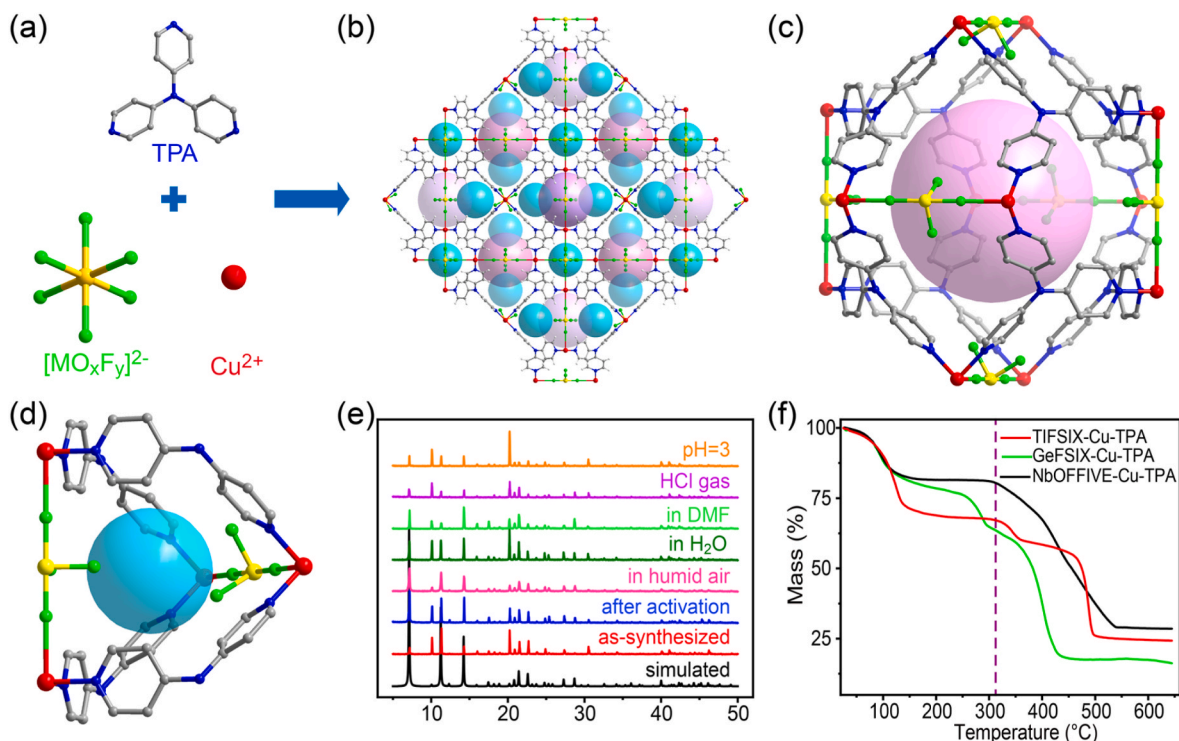 (a)
TPA
+
[MOxFy]2-
Cu2+
(b)
(c)
(d)
(e)
pH=3
HCl gas
in DMF
in H2O
in humid air
after activation
as-synthesized
simulated
10 20 30 40 50
(f)
Mass (%)
100
75
50
25
TIFSIX-Cu-TPA
GeFSIX-Cu-TPA
NbOFFIVE-Cu-TPA
100 200 300 400 500 600
Temperature (°C)